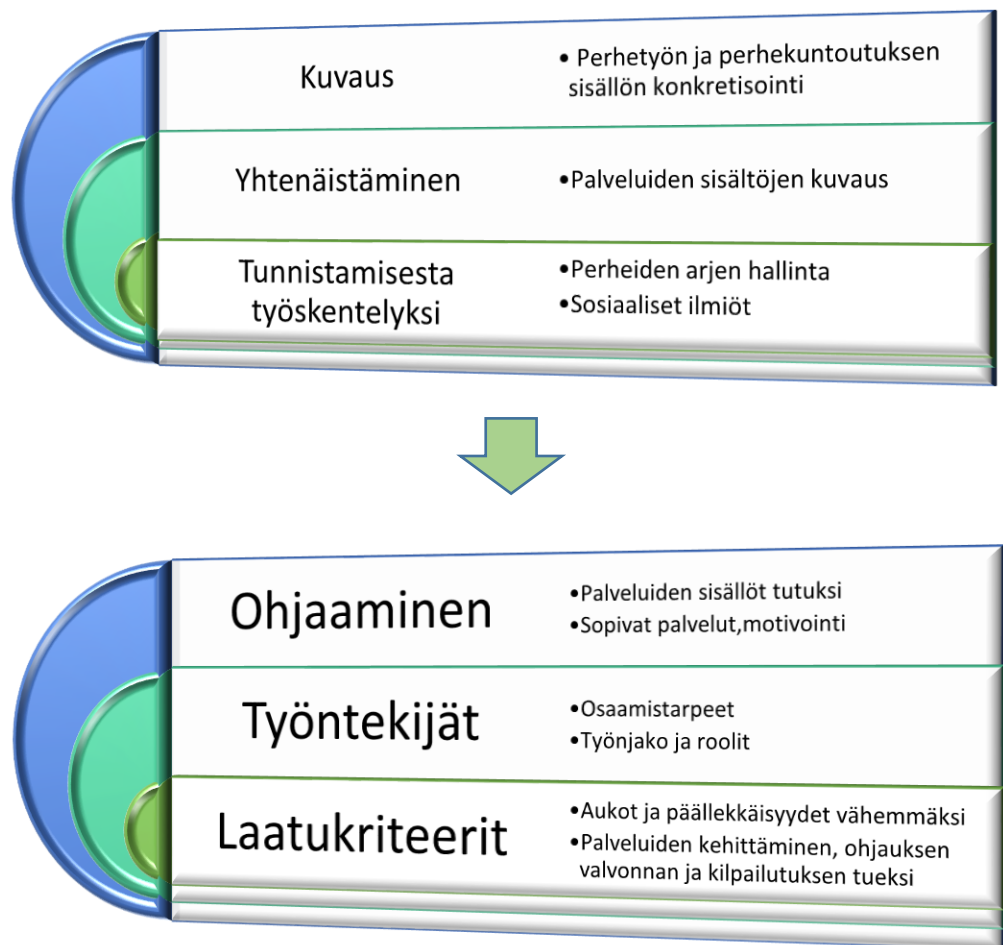 Kuvaus
• Perhetyön ja perhekuntoutuksen
sisällön konkretisointi
Yhtenäistäminen
•Palveluiden sisältöjen kuvaus
Tunnistamisesta
työskentelyksi
•Perheiden arjen hallinta
•Sosiaaliset ilmiöt
Ohjaaminen
•Palveluiden sisällöt tutuksi
•Sopivat palvelut,motivointi
Työntekijät
•Osaamistarpeet
•Työnjako ja roolit
Laatukriteerit
•Aukot ja päällekkäisyydet vähemmäksi
•Palveluiden kehittäminen, ohjauksen
valvonnan ja kilpailutuksen tueksi